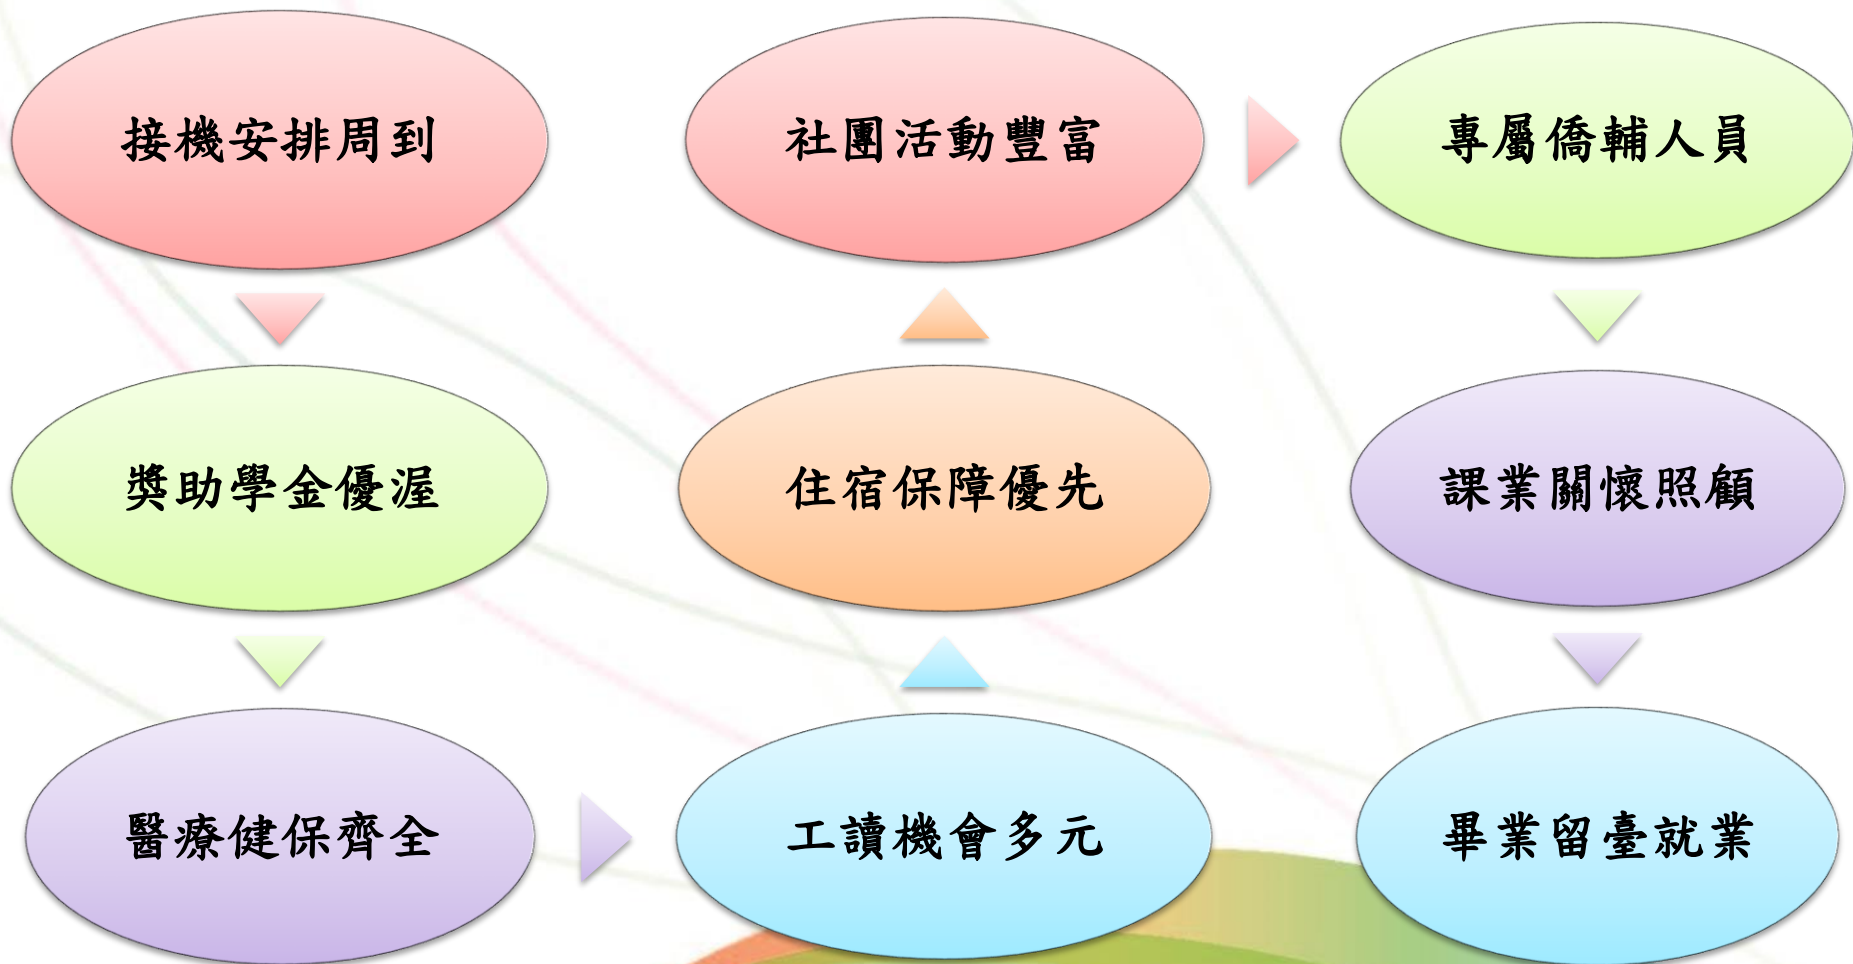 接機安排周到
獎助學金優渥
醫療健保齊全
工讀機會多元
住宿保障優先
社團活動豐富
專屬僑輔人員
課業關懷照顧
畢業留臺就業